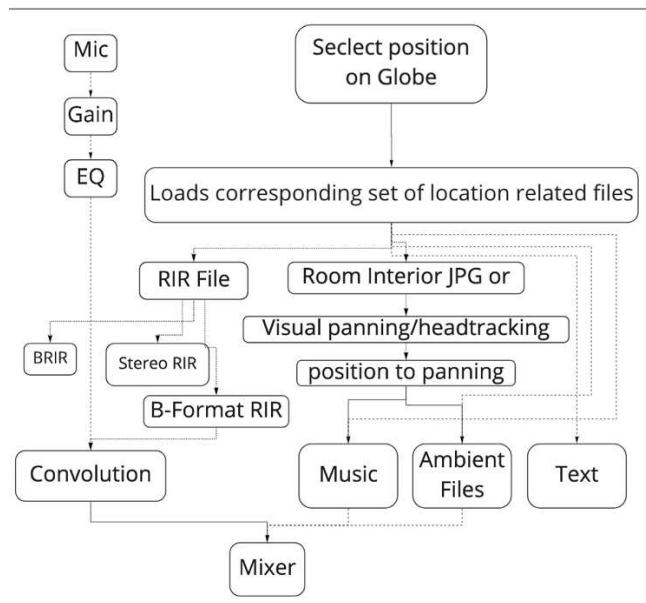 Mic
Seclect position
on Globe
Gain
EQ
Loads corresponding set of location related files
RIR File
Room Interior JPG or
Visual panning/headtracking
BRIR
Stereo RIR
position to panning
B-Format RIR
Convolution
Music
Ambient
Files
Text
Mixer